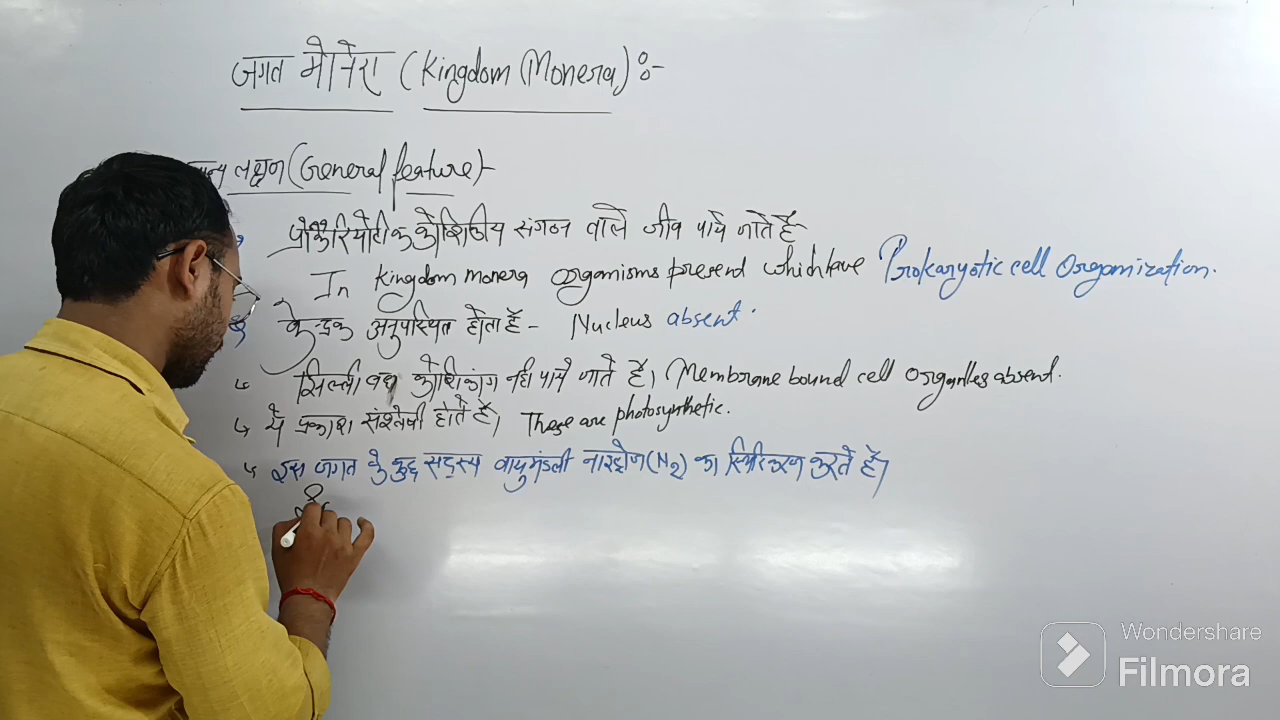 जगत मोनेरा (Kingdom Monera) :-
लक्षण (General feature)-
प्रोकैरियोटिक कोशिकीय संगठन वाले जीव पाये जाते हैं
In Kingdom monera organisms present which have Prokaryotic cell Organization.
केन्द्रक अनुपस्थित होता है - Nucleus absent.
झिल्ली बद्ध कोशिकांग नही पाये जाते है। Membrane bound cell organlles absent.
ये प्रकाश संश्लेषी होते है। These are photosynthetic.
इस जगत के कुछ सदस्य वायुमंडली नाइट्रोजन (N2) का स्थिरिकरण करते है।
Wondershare
Filmora